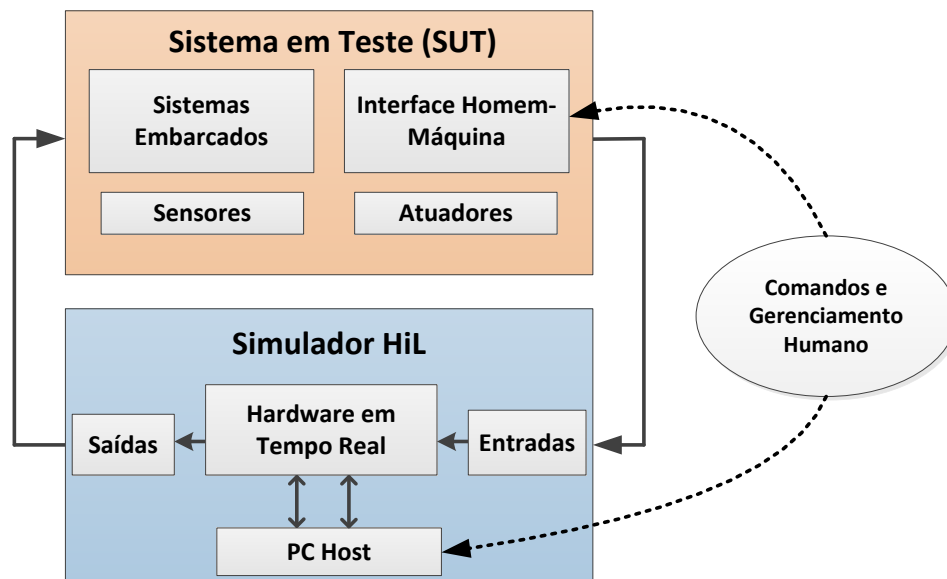 Sistema em Teste (SUT)
Sistemas
Embarcados
Interface Homem-
Máquina
Sensores
Atuadores
Comandos e
Gerenciamento
Humano
Simulador HiL
Saídas
Hardware em
Tempo Real
Entradas
PC Host